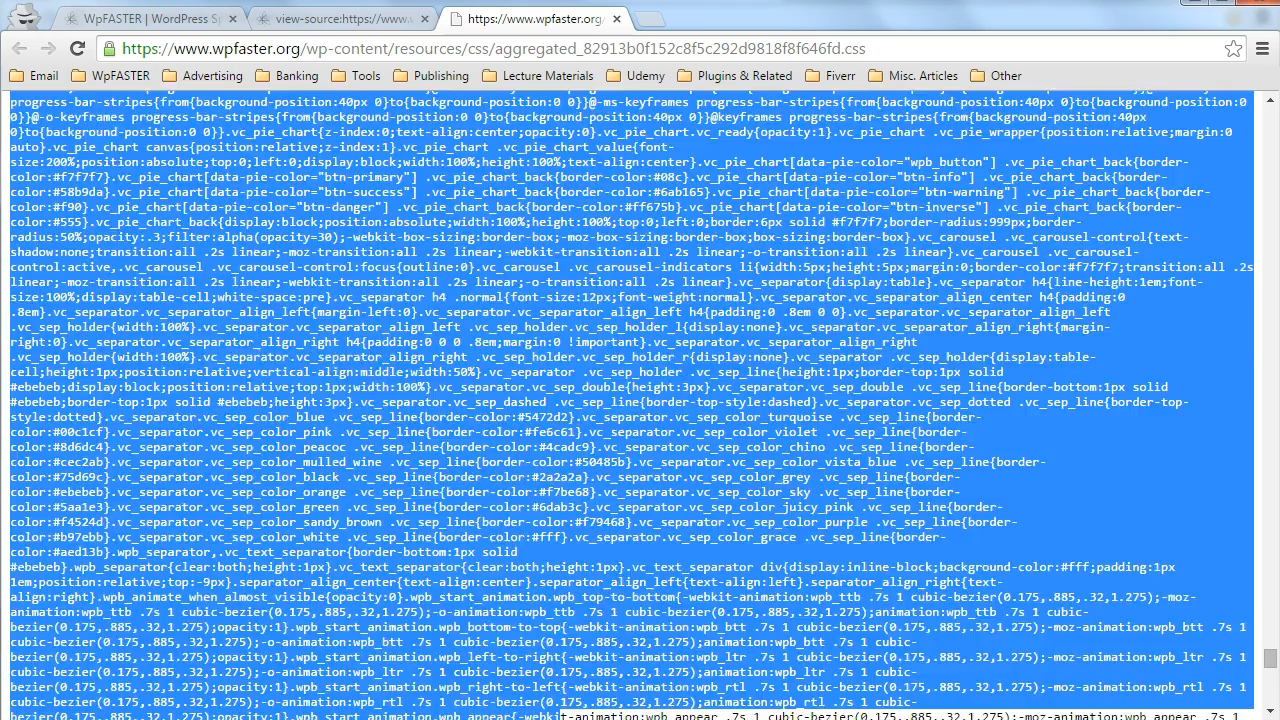 WpFASTER | WordPress Sp
view-source:https://www.w
https://www.wpfaster.org/
https://www.wpfaster.org/wp-content/resources/css/aggregated_82913b0f152c8f5c292d9818f8f646fd.css
Email WpFASTER Advertising Banking Tools Publishing Lecture Materials Udemy Plugins & Related Fiverr Misc. Articles Other
progress-bar-stripes{from{background-position:40px 0}to{background-position:0 0}}@-ms-keyframes progress-bar-stripes{from{background-position:40px 0}to{background-position:0
0}}@-o-keyframes progress-bar-stripes{from{background-position:0 0}to{background-position:40px 0}}@keyframes progress-bar-stripes{from{background-position:40px
0}to{background-position:0 0}}.vc_pie_chart{z-index:0;text-align:center;opacity:0}.vc_pie_chart.vc_ready{opacity:1}.vc_pie_chart .vc_pie_wrapper{position:relative;margin:0
auto}.vc_pie_chart canvas{position:relative;z-index:1}.vc_pie_chart .vc_pie_chart_value{font-
size:200%;position:absolute;top:0;left:0;display:block;width:100%;height:100%;text-align:center}.vc_pie_chart[data-pie-color="wpb_button"] .vc_pie_chart_back{border-
color:#f7f7f7}.vc_pie_chart[data-pie-color="btn-primary"] .vc_pie_chart_back{border-color:#08c}.vc_pie_chart[data-pie-color="btn-info"] .vc_pie_chart_back{border-
color:#58b9da}.vc_pie_chart[data-pie-color="btn-success"] .vc_pie_chart_back{border-color:#6ab165}.vc_pie_chart[data-pie-color="btn-warning"] .vc_pie_chart_back{border-
color:#f90}.vc_pie_chart[data-pie-color="btn-danger"] .vc_pie_chart_back{border-color:#ff675b}.vc_pie_chart[data-pie-color="btn-inverse"] .vc_pie_chart_back{border-
color:#555}.vc_pie_chart_back{display:block;position:absolute;width:100%;height:100%;top:0;left:0;border:6px solid #f7f7f7;border-radius:999px;border-
radius:50%;opacity:.3;filter:alpha(opacity=30);-webkit-box-sizing:border-box;-moz-box-sizing:border-box;box-sizing:border-box}.vc_carousel .vc_carousel-control{text-
shadow:none;transition:all .2s linear;-moz-transition:all .2s linear;-webkit-transition:all .2s linear;-o-transition:all .2s linear}.vc_carousel .vc_carousel-
control:active,.vc_carousel .vc_carousel-control:focus{outline:0}.vc_carousel .vc_carousel-indicators li{width:5px;height:5px;margin:0;border-color:#f7f7f7;transition:all .2s
linear;-moz-transition:all .2s linear;-webkit-transition:all .2s linear;-o-transition:all .2s linear}.vc_separator{display:table}.vc_separator h4{line-height:1em;font-
size:100%;display:table-cell;white-space:pre}.vc_separator h4 .normal{font-size:12px;font-weight:normal}.vc_separator.vc_separator_align_center h4{padding:0
.8em}.vc_separator.vc_separator_align_left{margin-left:0}.vc_separator.vc_separator_align_left h4{padding:0 .8em 0 0}.vc_separator.vc_separator_align_left
.vc_sep_holder{width:100%}.vc_separator.vc_separator_align_left .vc_sep_holder.vc_sep_holder_l{display:none}.vc_separator.vc_separator_align_right{margin-
right:0}.vc_separator.vc_separator_align_right h4{padding:0 0 0 .8em;margin:0 !important}.vc_separator.vc_separator_align_right
.vc_sep_holder{width:100%}.vc_separator.vc_separator_align_right .vc_sep_holder.vc_sep_holder_r{display:none}.vc_separator .vc_sep_holder{display:table-
cell;height:1px;position:relative;vertical-align:middle;width:50%}.vc_separator .vc_sep_holder .vc_sep_line{height:1px;border-top:1px solid
#ebebeb;display:block;position:relative;top:1px;width:100%}.vc_separator.vc_sep_double{height:3px}.vc_separator.vc_sep_double .vc_sep_line{border-bottom:1px solid
#ebebeb;border-top:1px solid #ebebeb;height:3px}.vc_separator.vc_sep_dashed .vc_sep_line{border-top-style:dashed}.vc_separator.vc_sep_dotted .vc_sep_line{border-top-
style:dotted}.vc_separator.vc_sep_color_blue .vc_sep_line{border-color:#5472d2}.vc_separator.vc_sep_color_turquoise .vc_sep_line{border-
color:#00c1cf}.vc_separator.vc_sep_color_pink .vc_sep_line{border-color:#fe6c61}.vc_separator.vc_sep_color_violet .vc_sep_line{border-
color:#8d6dc4}.vc_separator.vc_sep_color_peacoc .vc_sep_line{border-color:#4cadc9}.vc_separator.vc_sep_color_chino .vc_sep_line{border-
color:#cec2ab}.vc_separator.vc_sep_color_mulled_wine .vc_sep_line{border-color:#50485b}.vc_separator.vc_sep_color_vista_blue .vc_sep_line{border-
color:#75d69c}.vc_separator.vc_sep_color_black .vc_sep_line{border-color:#2a2a2a}.vc_separator.vc_sep_color_grey .vc_sep_line{border-
color:#ebebeb}.vc_separator.vc_sep_color_orange .vc_sep_line{border-color:#f7be68}.vc_separator.vc_sep_color_sky .vc_sep_line{border-
color:#5aa1e3}.vc_separator.vc_sep_color_green .vc_sep_line{border-color:#6dab3c}.vc_separator.vc_sep_color_juicy_pink .vc_sep_line{border-
color:#f4524d}.vc_separator.vc_sep_color_sandy_brown .vc_sep_line{border-color:#f79468}.vc_separator.vc_sep_color_purple .vc_sep_line{border-
color:#b97ebb}.vc_separator.vc_sep_color_white .vc_sep_line{border-color:#fff}.vc_separator.vc_sep_color_grace .vc_sep_line{border-
color:#aed13b}.wpb_separator,.vc_text_separator{border-bottom:1px solid
#ebebeb}.wpb_separator{clear:both;height:1px}.vc_text_separator{clear:both;height:1px}.vc_text_separator div{display:inline-block;background-color:#fff;padding:1px
1em;position:relative;top:-9px}.separator_align_center{text-align:center}.separator_align_left{text-align:left}.separator_align_right{text-
align:right}.wpb_animate_when_almost_visible{opacity:0}.wpb_start_animation.wpb_top-to-bottom{-webkit-animation:wpb_ttb .7s 1 cubic-bezier(0.175,.885,.32,1.275);-moz-
animation:wpb_ttb .7s 1 cubic-bezier(0.175,.885,.32,1.275);-o-animation:wpb_ttb .7s 1 cubic-bezier(0.175,.885,.32,1.275);animation:wpb_ttb .7s 1 cubic-
bezier(0.175,.885,.32,1.275);opacity:1}.wpb_start_animation.wpb_bottom-to-top{-webkit-animation:wpb_btt .7s 1 cubic-bezier(0.175,.885,.32,1.275);-moz-animation:wpb_btt .7s 1
cubic-bezier(0.175,.885,.32,1.275);-o-animation:wpb_btt .7s 1 cubic-bezier(0.175,.885,.32,1.275);animation:wpb_btt .7s 1 cubic-
bezier(0.175,.885,.32,1.275);opacity:1}.wpb_start_animation.wpb_left-to-right{-webkit-animation:wpb_ltr .7s 1 cubic-bezier(0.175,.885,.32,1.275);-moz-animation:wpb_ltr .7s 1
cubic-bezier(0.175,.885,.32,1.275);-o-animation:wpb_ltr .7s 1 cubic-bezier(0.175,.885,.32,1.275);animation:wpb_ltr .7s 1 cubic-
bezier(0.175,.885,.32,1.275);opacity:1}.wpb_start_animation.wpb_right-to-left{-webkit-animation:wpb_rtl .7s 1 cubic-bezier(0.175,.885,.32,1.275);-moz-animation:wpb_rtl .7s 1
cubic-bezier(0.175,.885,.32,1.275);-o-animation:wpb_rtl .7s 1 cubic-bezier(0.175,.885,.32,1.275);animation:wpb_rtl .7s 1 cubic-
bezier(0.175,.885,.32,1.275);opacity:1}.wpb_start_animation.wpb_appear{-webkit-animation:wpb_appear .7s 1 cubic-bezier(0.175,.885,.32,1.275);-moz-animation:wpb_appear .7s 1